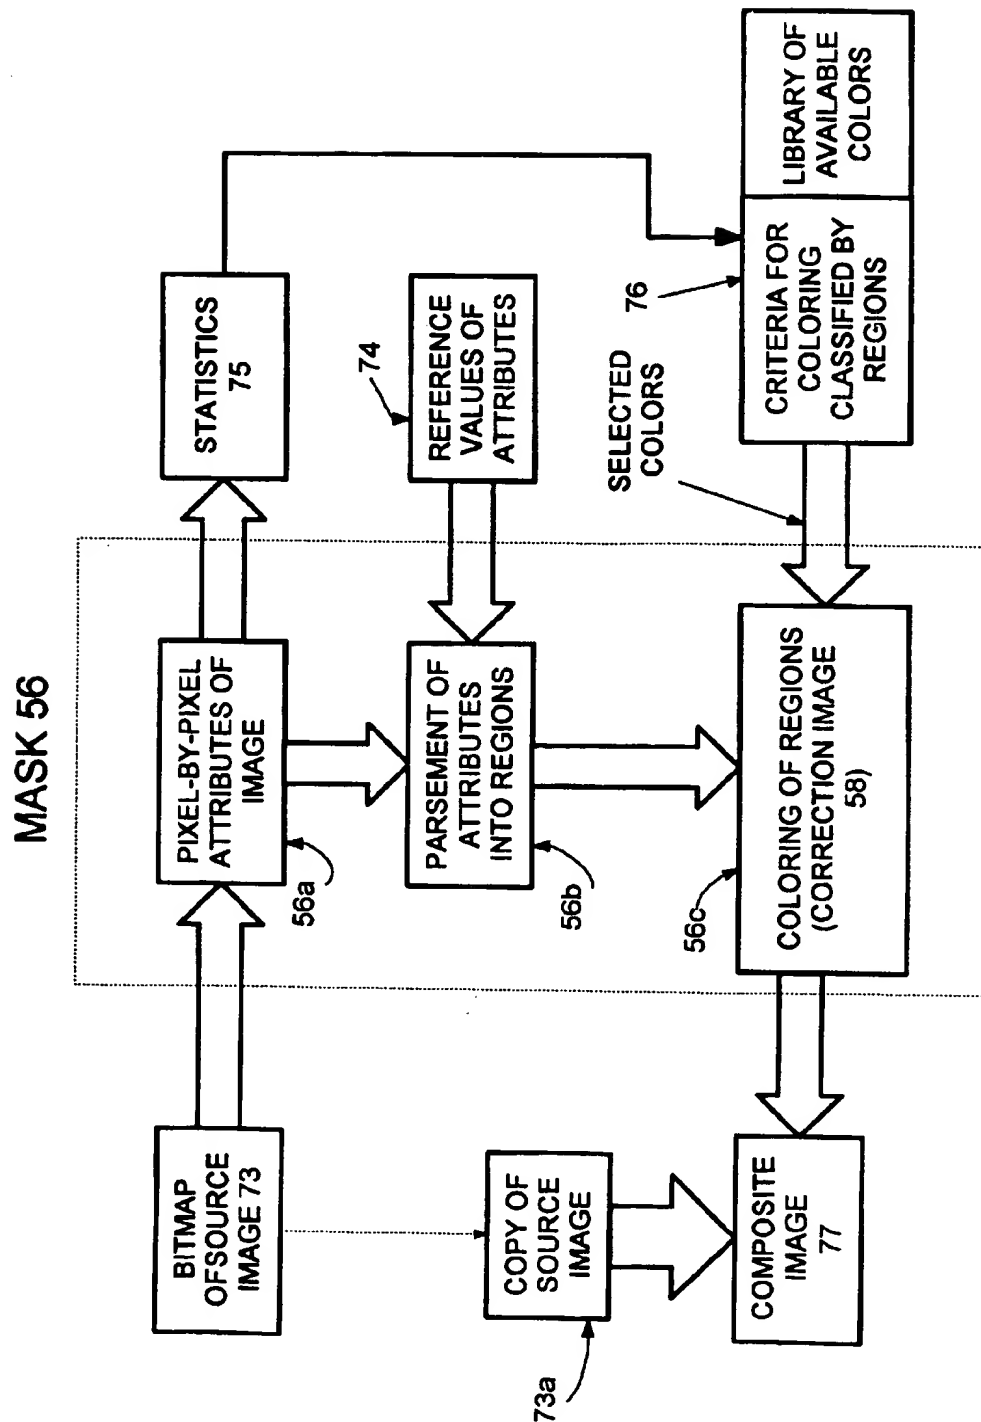 MASK 56
BITMAP
OFSOURCE
IMAGE 73
PIXEL-BY-PIXEL
ATTRIBUTES OF
IMAGE
56a
STATISTICS
75
74
REFERENCE
VALUES OF
ATTRIBUTES
PARSEMENT OF
ATTRIBUTES
INTO REGIONS
56b
COPY OF
SOURCE
IMAGE
73a
SELECTED
COLORS
76
56c
COMPOSITE
IMAGE
77
COLORING OF REGIONS
(CORRECTION IMAGE
58)
CRITERIA FOR
COLORING
CLASSIFIED BY
REGIONS
LIBRARY OF
AVAILABLE
COLORS